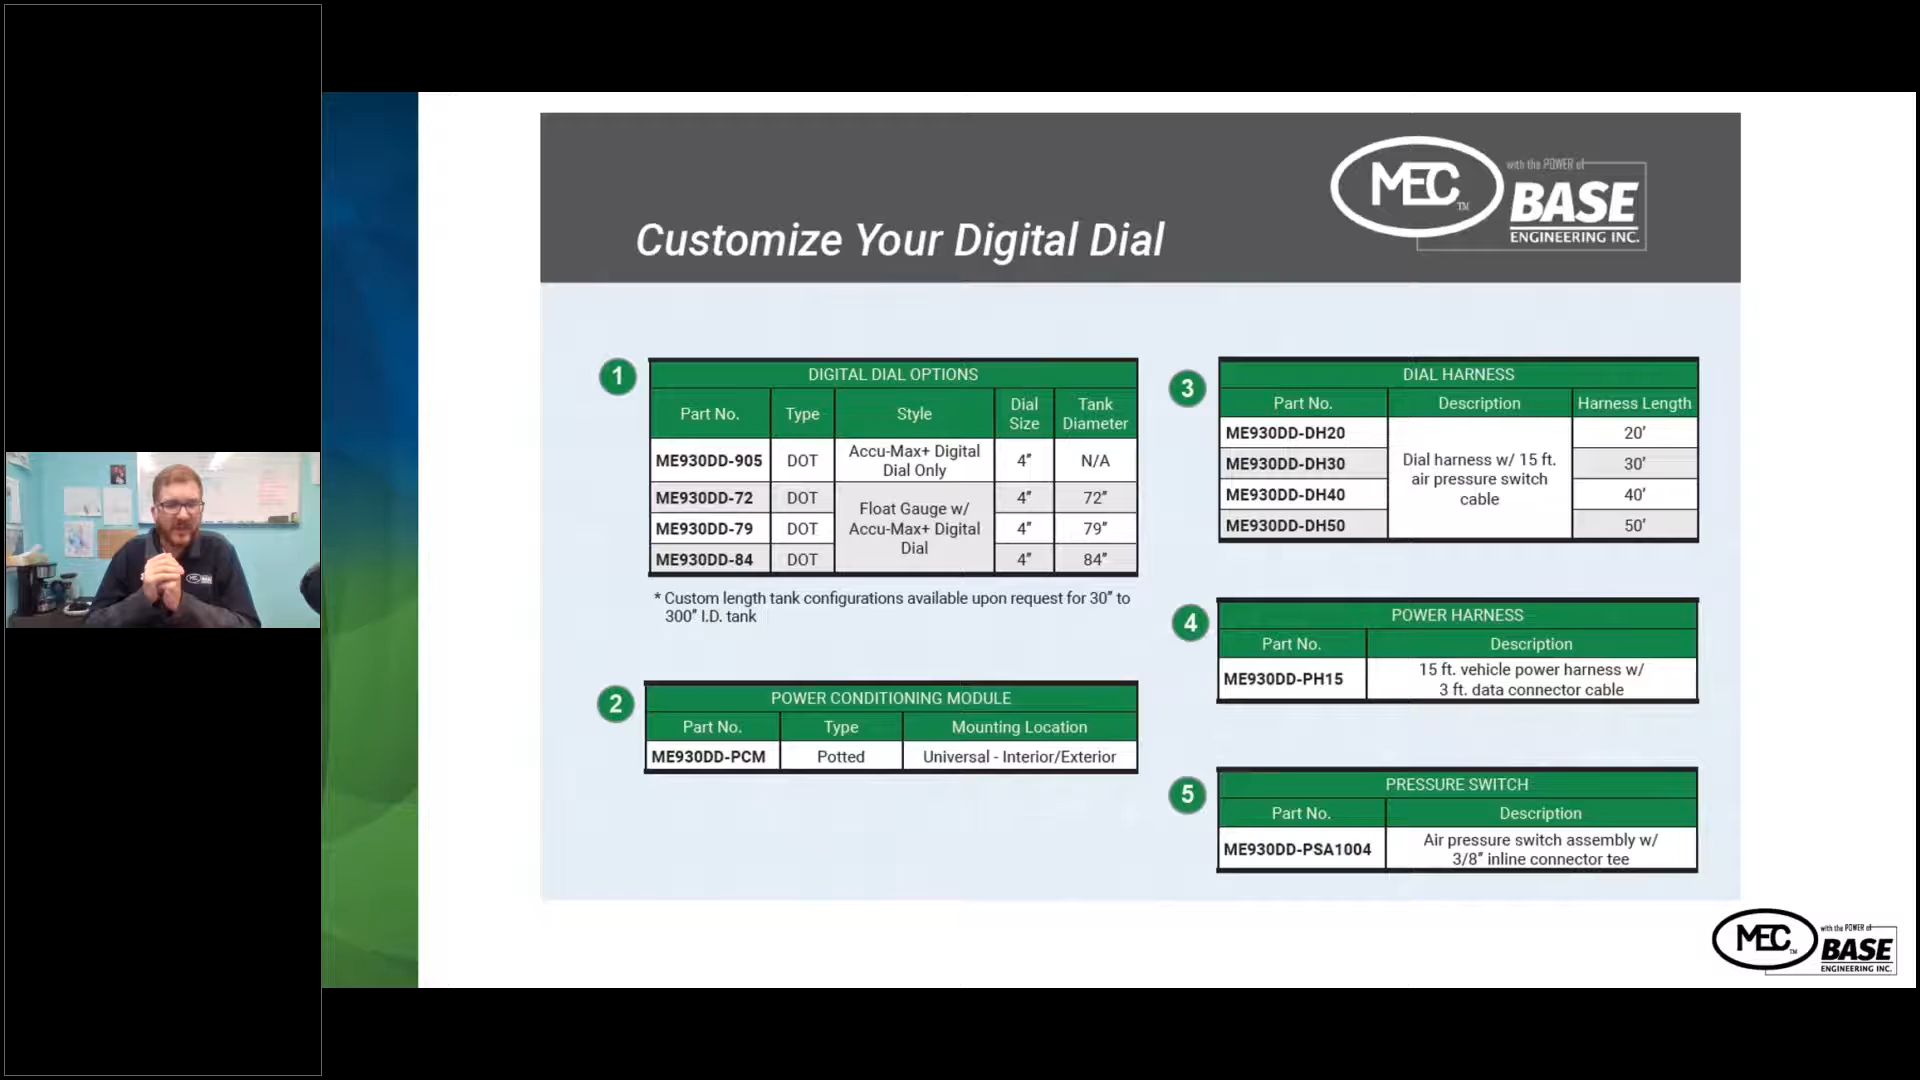 MEC
TM
with the POWER of
BASE
ENGINEERING INC.
Customize Your Digital Dial
1
DIGITAL DIAL OPTIONS
Part No. Type Style Dial Size Tank Diameter
ME930DD-905 DOT Accu-Max+ Digital Dial Only 4” N/A
ME930DD-72 DOT Float Gauge w/ Accu-Max+ Digital Dial 4” 72”
ME930DD-79 DOT 4” 79”
ME930DD-84 DOT 4” 84”
* Custom length tank configurations available upon request for 30” to
300” I.D. tank
2
POWER CONDITIONING MODULE
Part No. Type Mounting Location
ME930DD-PCM Potted Universal - Interior/Exterior
3
DIAL HARNESS
Part No. Description Harness Length
ME930DD-DH20 Dial harness w/ 15 ft. air pressure switch cable 20’
ME930DD-DH30 30’
ME930DD-DH40 40’
ME930DD-DH50 50’
4
POWER HARNESS
Part No. Description
ME930DD-PH15 15 ft. vehicle power harness w/
3 ft. data connector cable
5
PRESSURE SWITCH
Part No. Description
ME930DD-PSA1004 Air pressure switch assembly w/
3/8” inline connector tee
MEC
TM
with the POWER of
BASE
ENGINEERING INC.